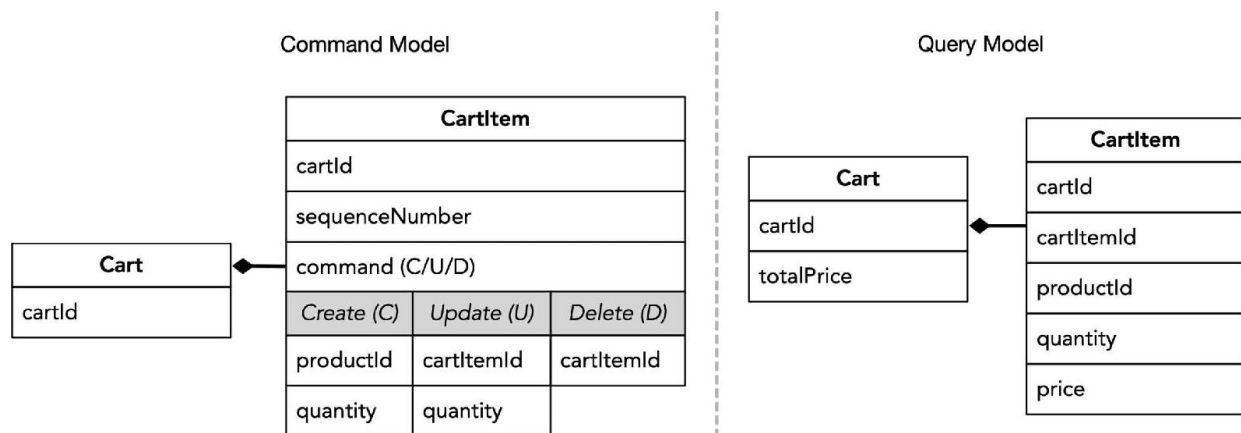 Command Model
CartItem
cartId
sequenceNumber
command (C/U/D)
Create (C) Update (U) Delete (D)
productId cartItemId cartItemId
quantity quantity
Cart
cartId
Query Model
Cart
cartId
totalPrice
CartItem
cartId
cartItemId
productId
quantity
price